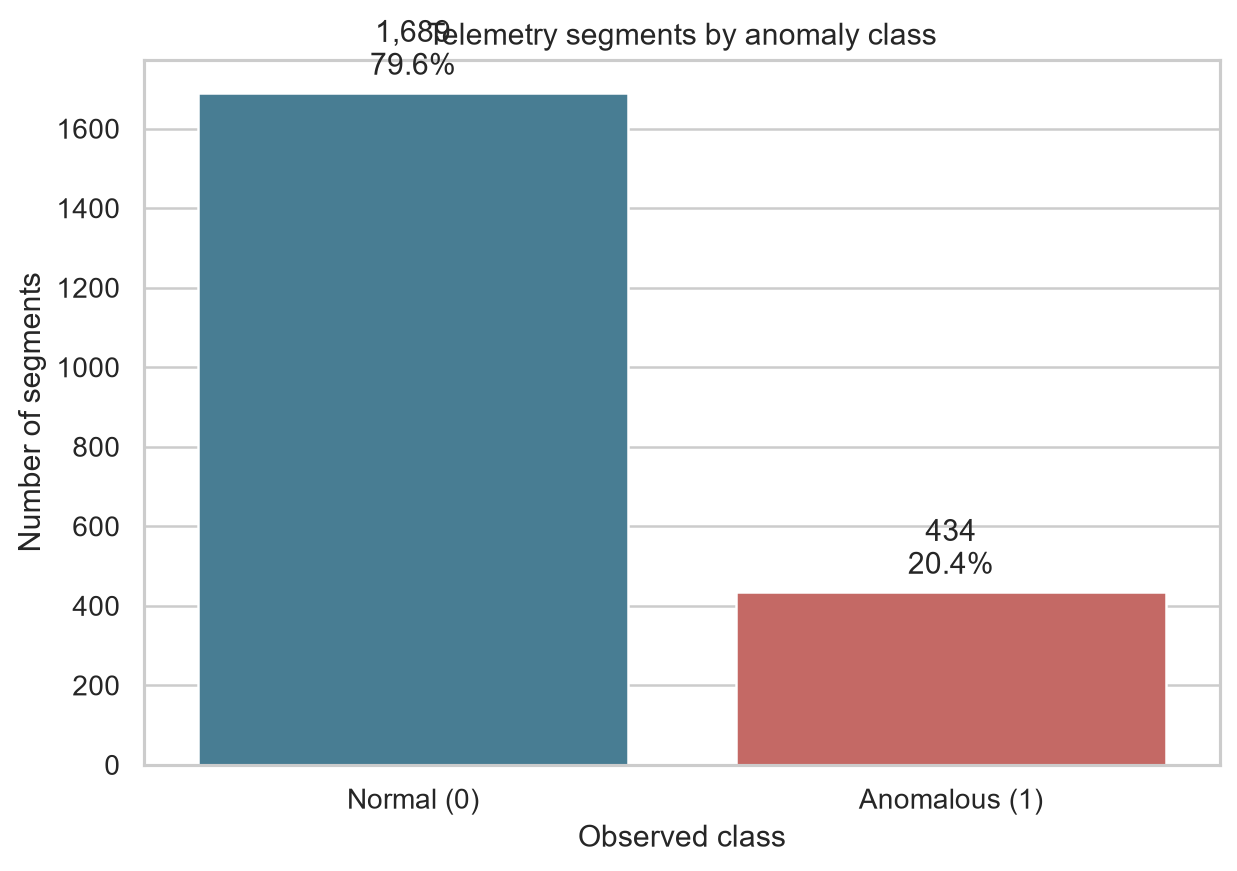 Telemetry segments by anomaly class
1,689
79.6%
434
20.4%
1600
1400
1200
1000
800
600
400
200
0
Number of segments
Normal (0)
Anomalous (1)
Observed class